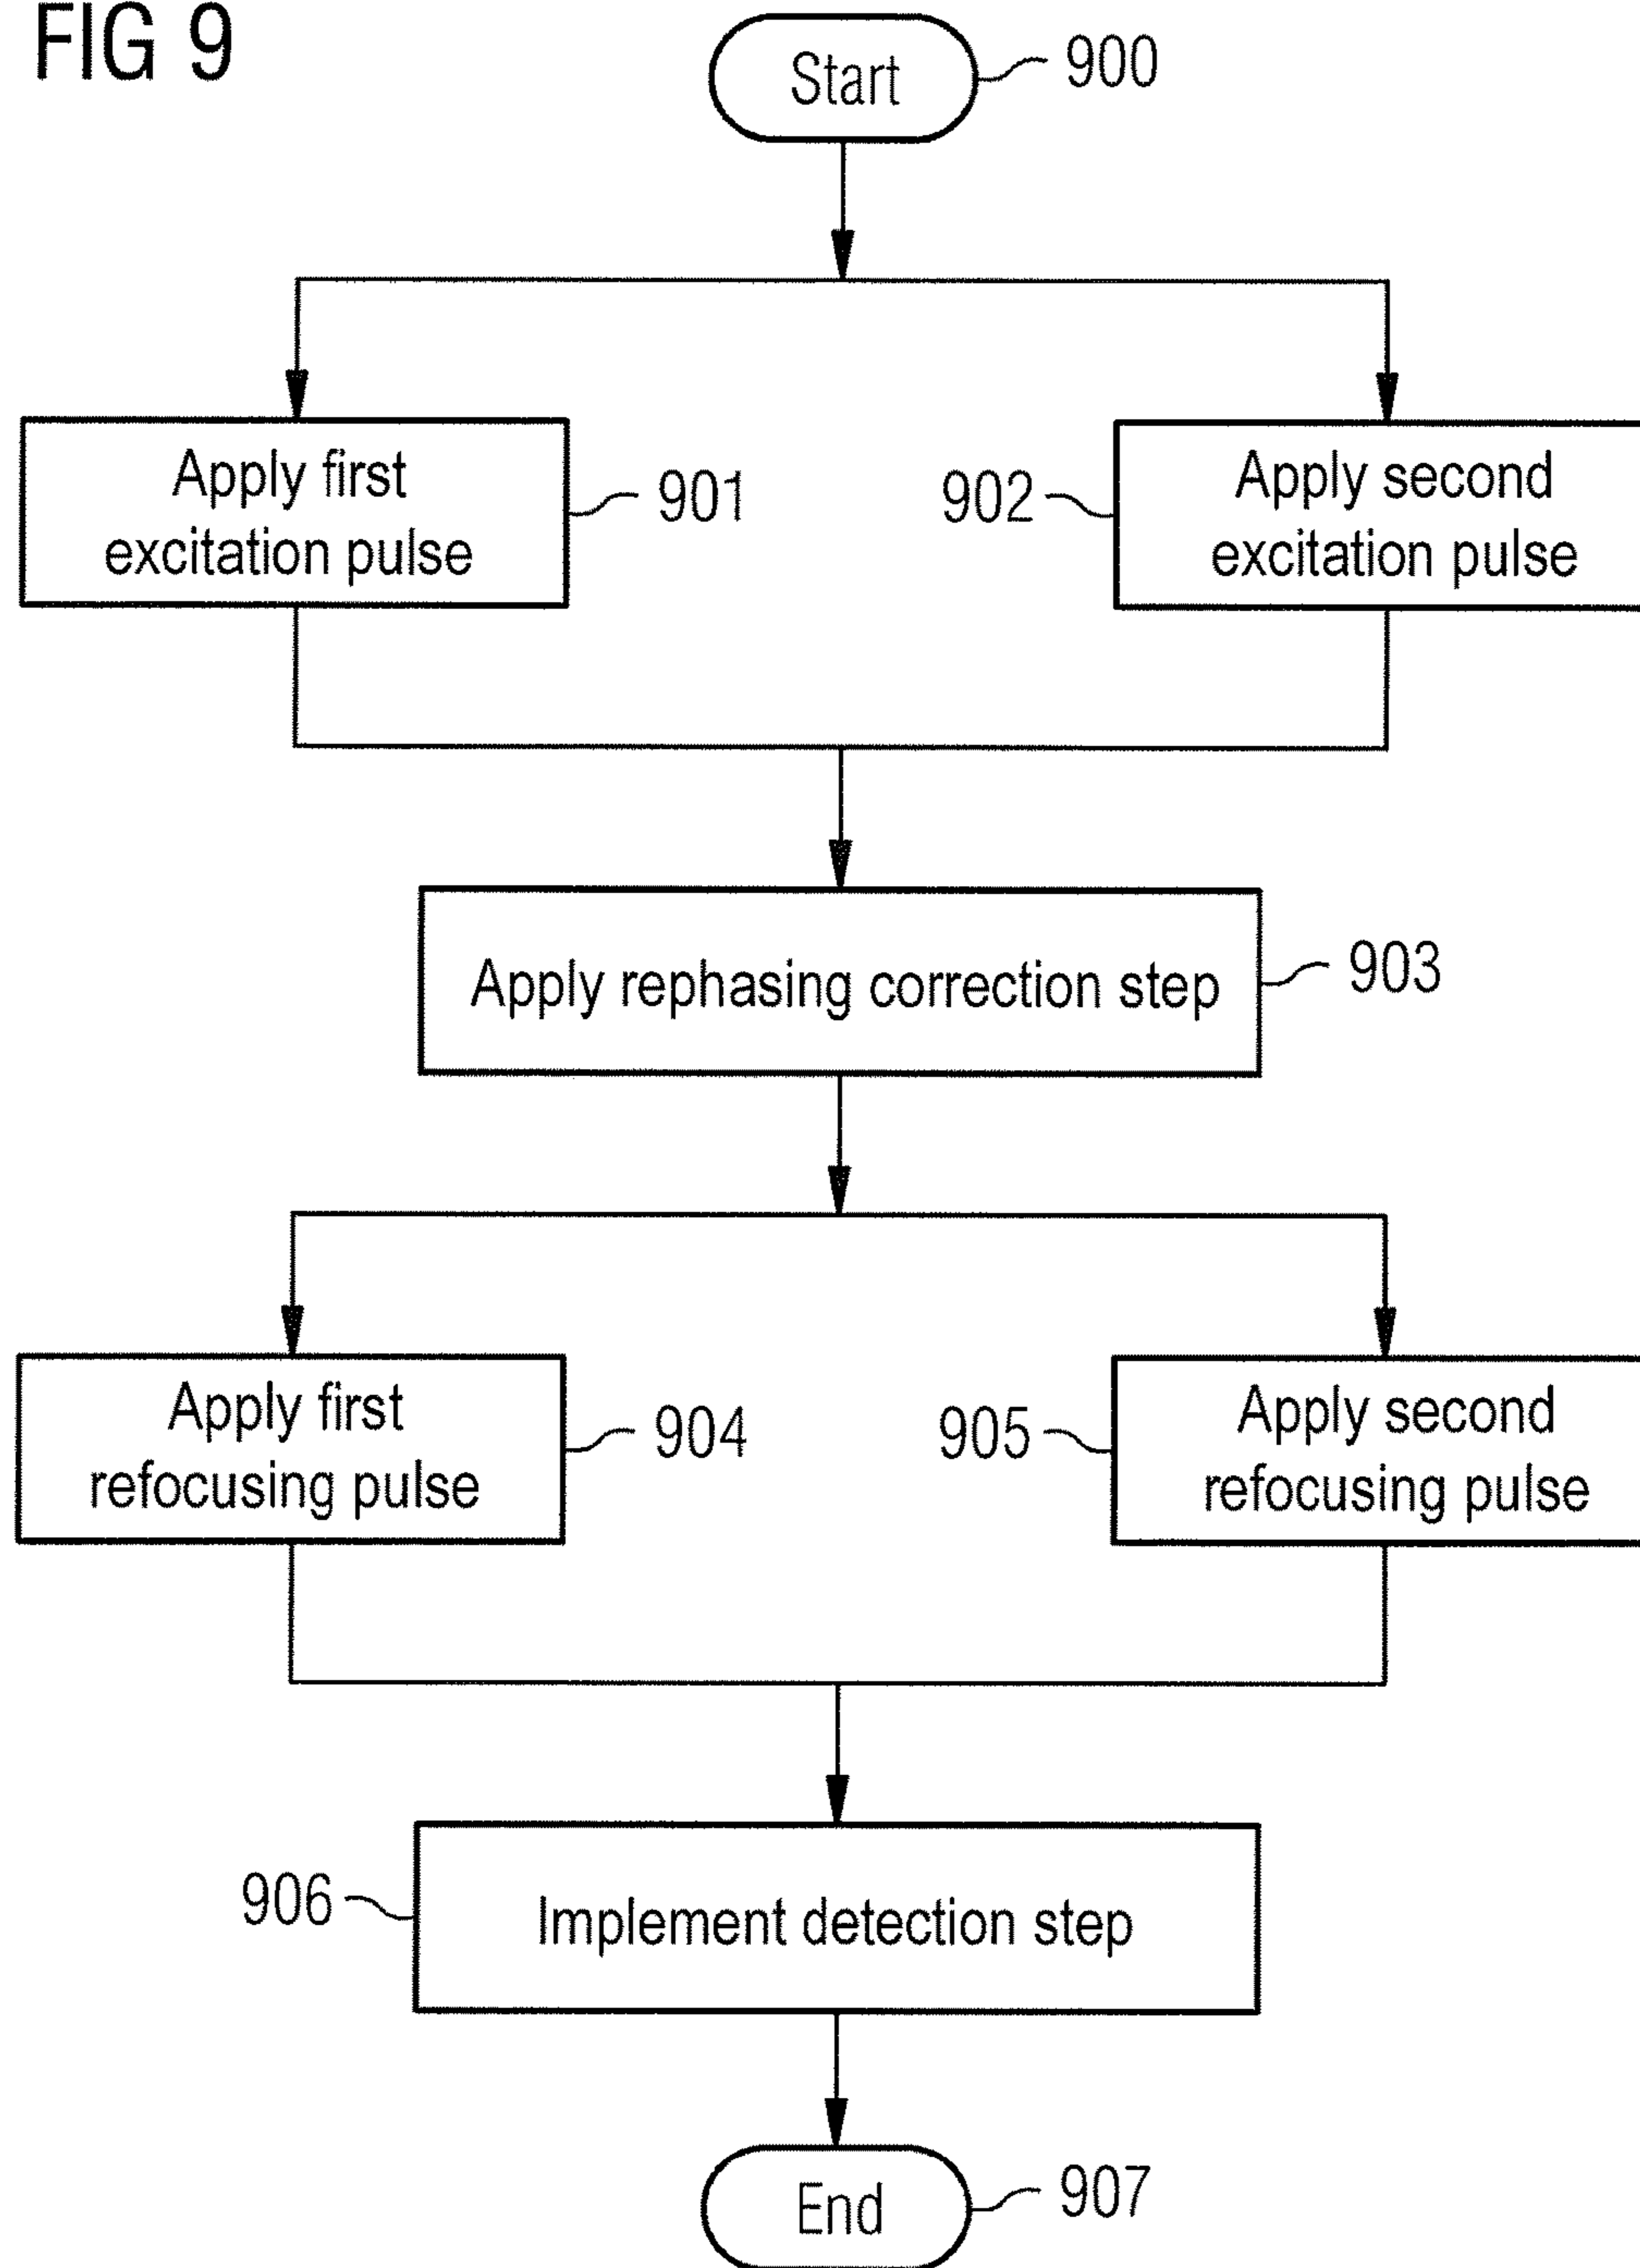 FIG 9
Start
900
Apply first
excitation pulse
901
902
Apply second
excitation pulse
Apply rephasing correction step
903
Apply first
refocusing pulse
904
905
Apply second
refocusing pulse
906
Implement detection step
End
907